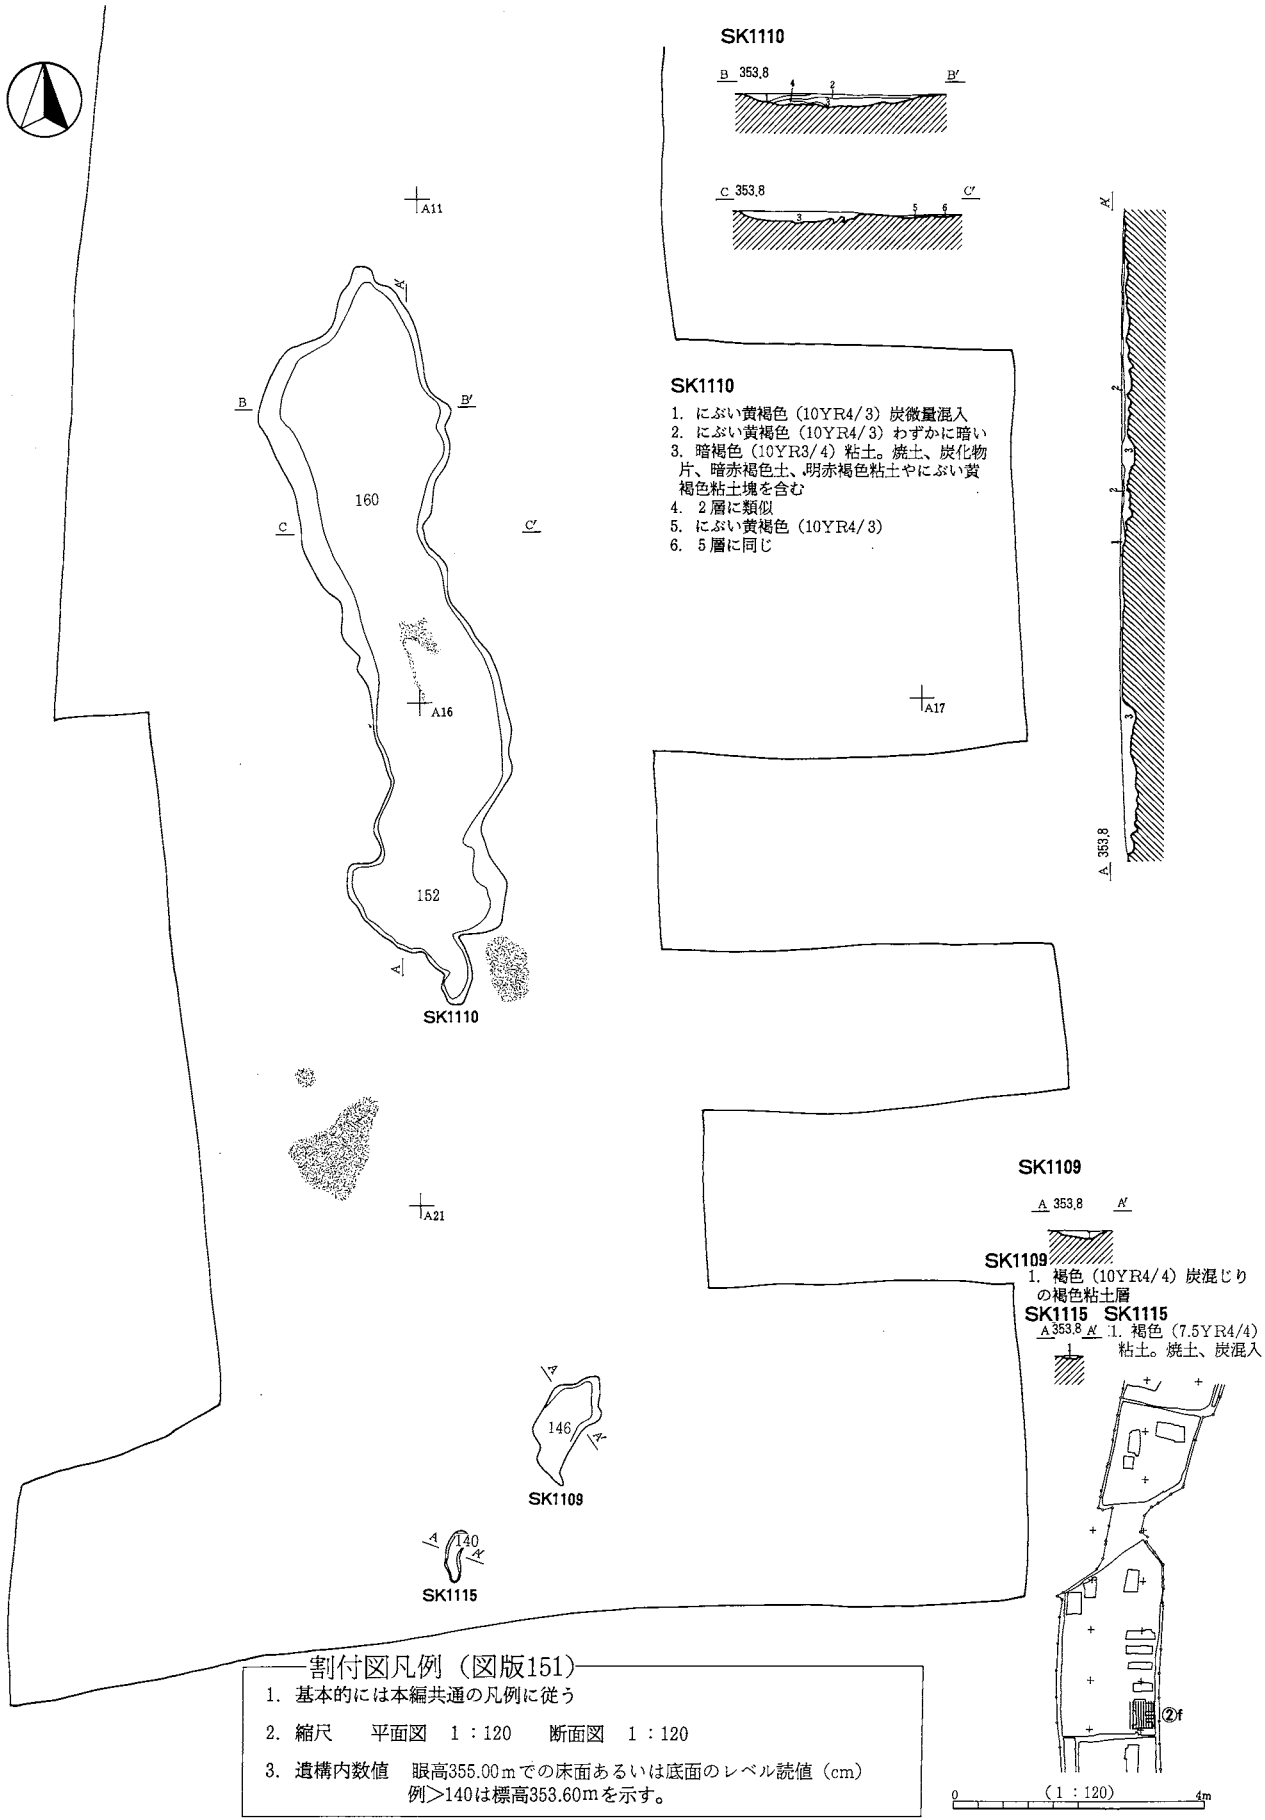 SK1110
B 353.8 B′
4 2
3
C 353.8 C′
3 5 6
A11
A′
A′
B B′
SK1110
1. にぶい黄褐色（10YR4/3）炭微量混入
2. にぶい黄褐色（10YR4/3）わずかに暗い
3. 暗褐色（10YR3/4）粘土。焼土、炭化物
片、暗赤褐色土、明赤褐色粘土やにぶい黄
褐色粘土塊を含む
4. 2層に類似
5. にぶい黄褐色（10YR4/3）
6. 5層に同じ
2
3
2
1
3
A 353.8
160
C C′
A16
A17
152
A
SK1110
A21
SK1109
A 353.8 A′
SK1109
1. 褐色（10YR4/4）炭混じり
の褐色粘土層
SK1115 SK1115
A 353.8 A′ 1. 褐色（7.5YR4/4）
粘土。焼土、炭混入
1
A
146
A′
SK1109
A 140
A′
SK1115
②f
割付図凡例（図版151）
1. 基本的には本編共通の凡例に従う
2. 縮尺 平面図 1：120 断面図 1：120
3. 遺構内数値 眼高355.00mでの床面あるいは底面のレベル読値（cm）
例＞140は標高353.60mを示す。
0 （1：120） 4m